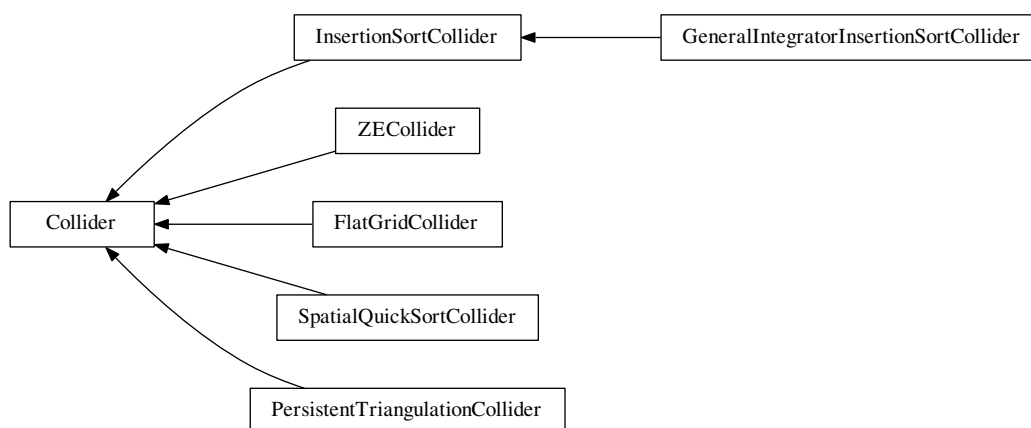 InsertionSortCollider
GeneralIntegratorInsertionSortCollider
ZECollider
Collider
FlatGridCollider
SpatialQuickSortCollider
PersistentTriangulationCollider